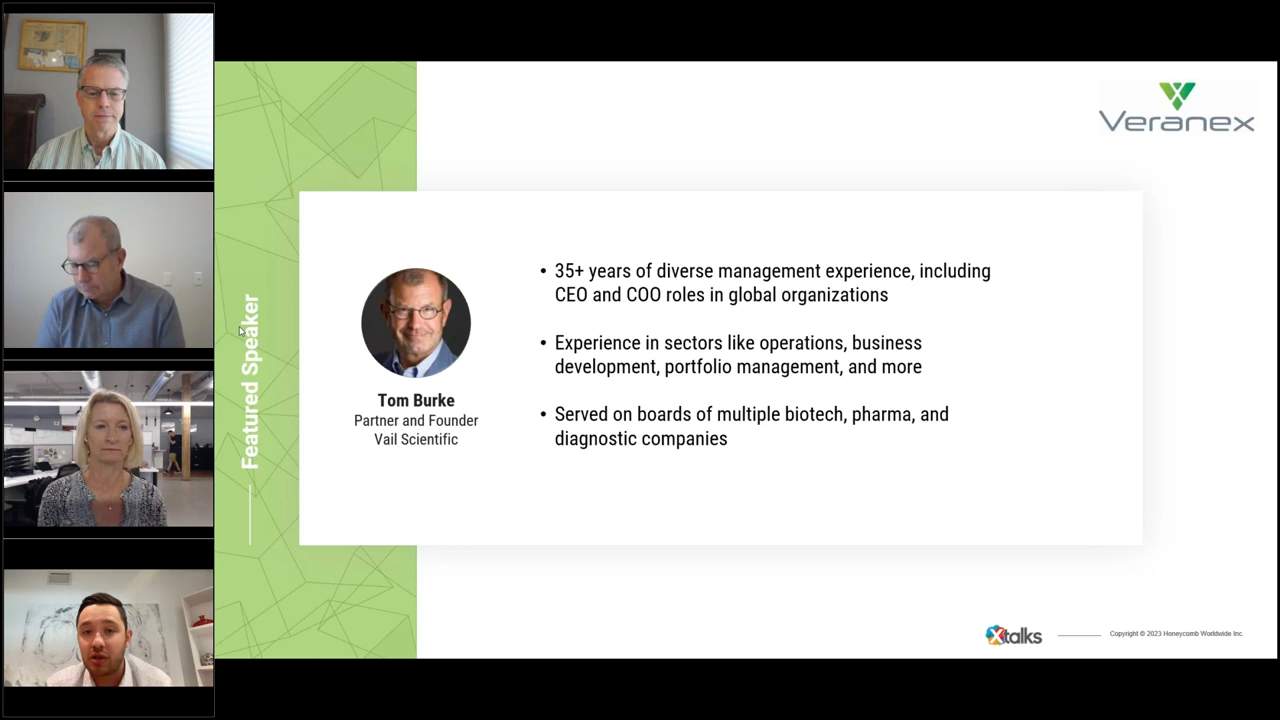 Veranex
Featured Speaker
Tom Burke
Partner and Founder
Vail Scientific
• 35+ years of diverse management experience, including
CEO and COO roles in global organizations
• Experience in sectors like operations, business
development, portfolio management, and more
• Served on boards of multiple biotech, pharma, and
diagnostic companies
Xtalks
Copyright © 2023 Honeycomb Worldwide Inc.